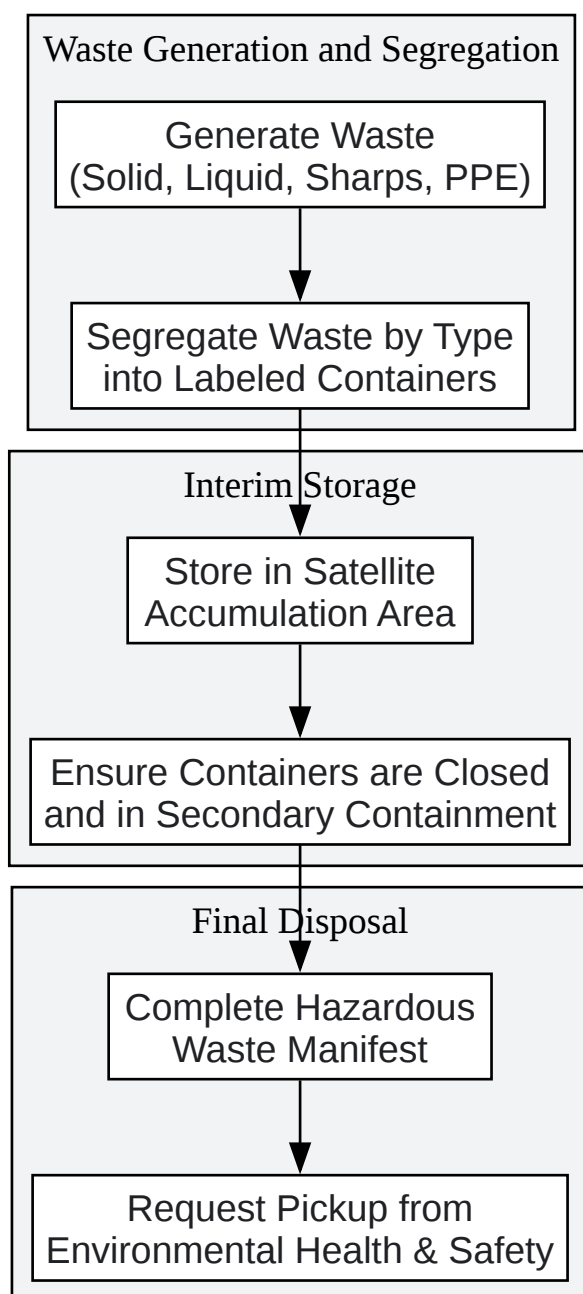 Waste Generation and Segregation
Generate Waste
(Solid, Liquid, Sharps, PPE)
Segregate Waste by Type
into Labeled Containers
Interim Storage
Store in Satellite
Accumulation Area
Ensure Containers are Closed
and in Secondary Containment
Final Disposal
Complete Hazardous
Waste Manifest
Request Pickup from
Environmental Health & Safety